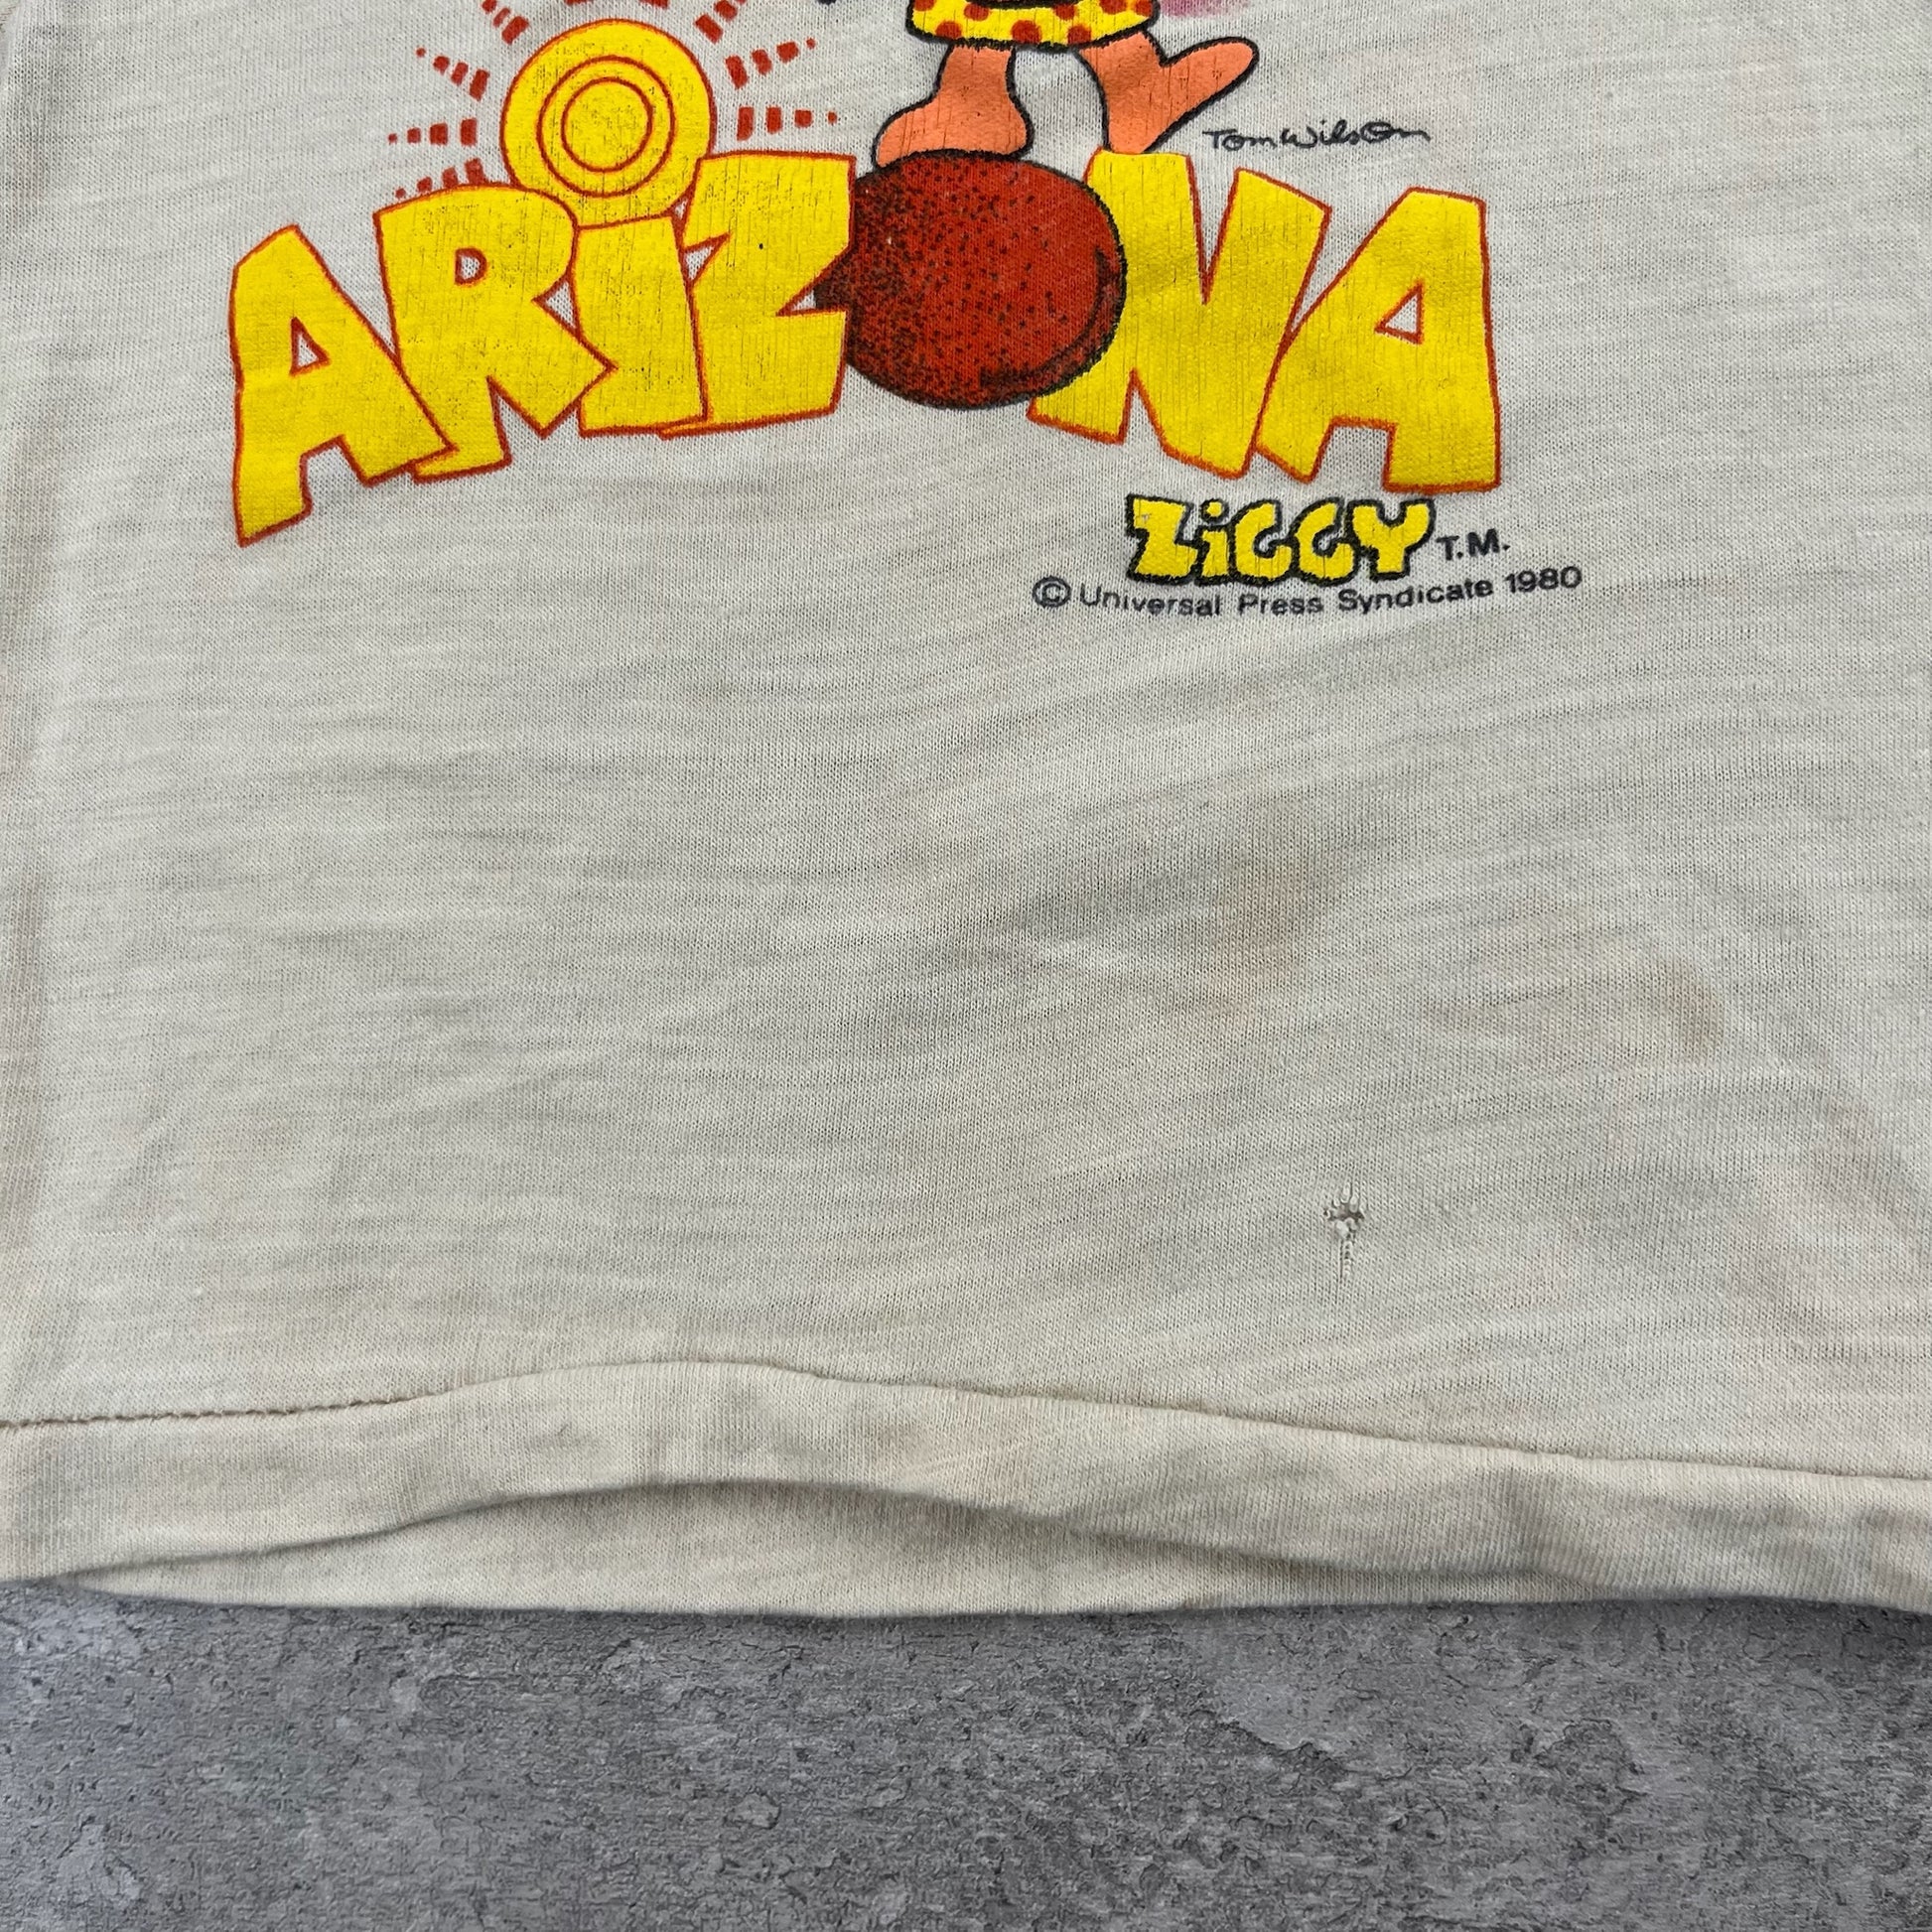 Tom Wilson
ARiZONA
ZiGGY T.M.
© Universal Press Syndicate 1980